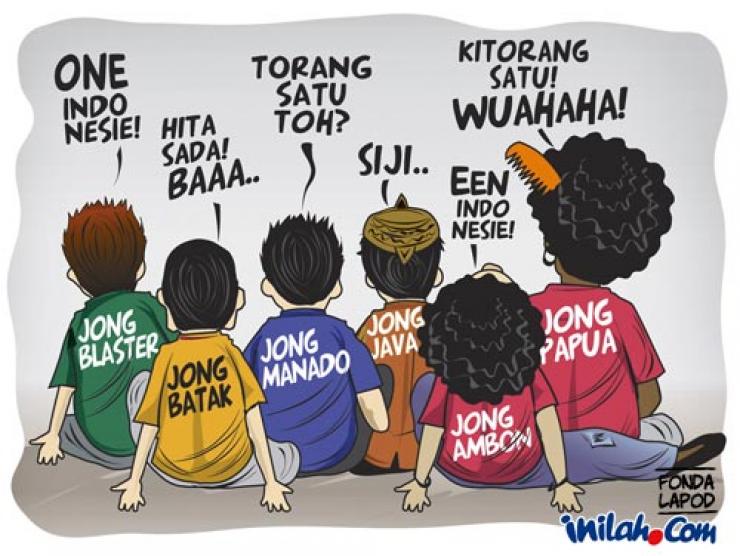 ONE
INDO
NESIE!
HITA
SADA!
BAAA..
TORANG
SATU
TOH?
SIJI..
EEN
INDO
NESIE!
KITORANG
SATU!
WUAHAHA!
JONG
BLASTER
JONG
BATAK
JONG
MANADO
JONG
JAVA
JONG
AMBON
JONG
PAPUA
FONDA
LAPOD
inilah.Com